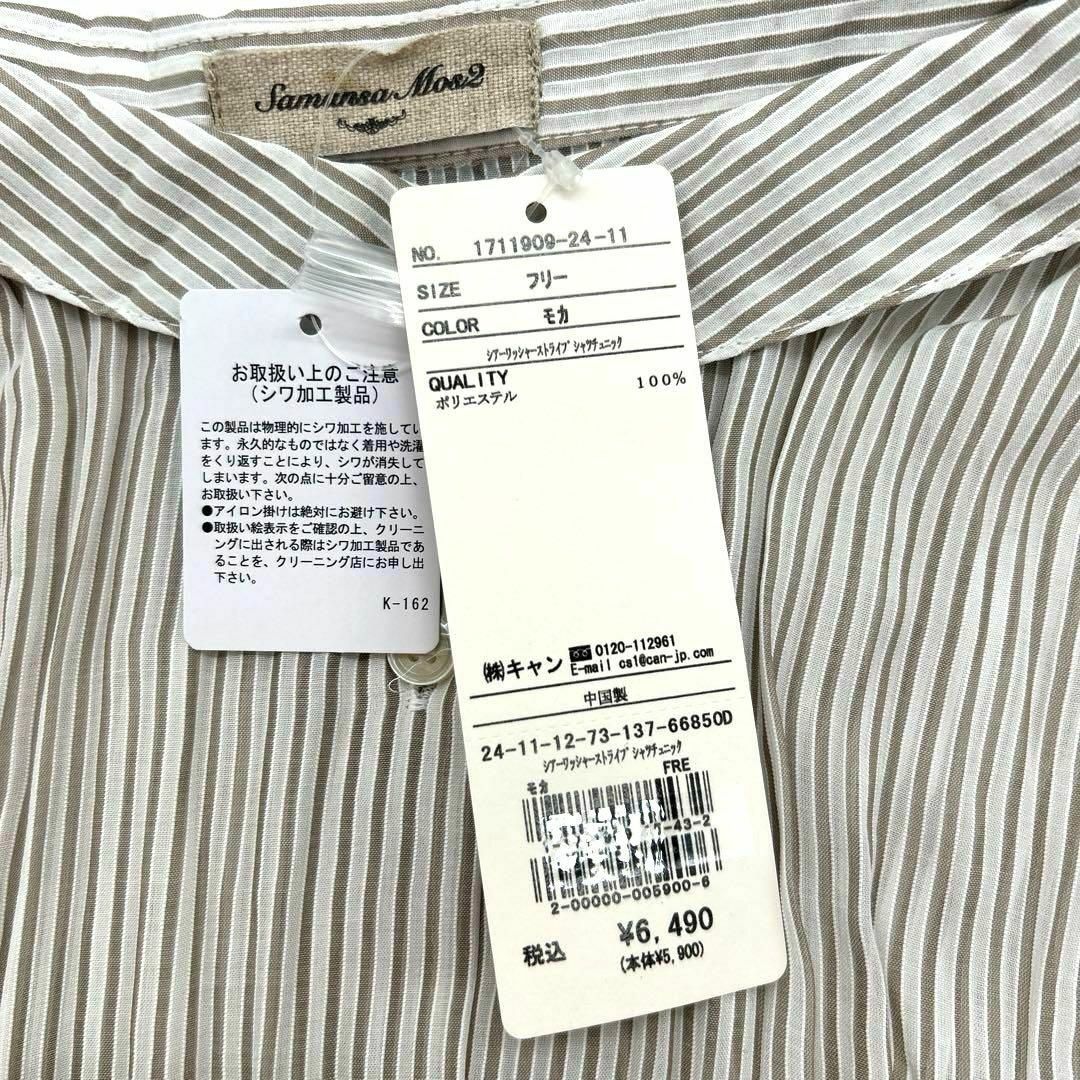 Samansa Mos2
お取扱い上のご注意
(シワ加工製品)
この製品は物理的にシワ加工を施してい
ます。永久的なものではなく着用や洗濯
をくり返すことにより、シワが消失して
しまいます。次の点に十分ご留意の上、
お取扱い下さい。
●アイロン掛けは絶対にお避け下さい。
●取扱い絵表示をご確認の上、クリーニ
ングに出される際はシワ加工製品であ
ることを、クリーニング店にお申し出
下さい。
K-162
NO. 1711909-24-11
SIZE フリー
COLOR モカ
ｼｱｰﾜｯｼｬｰｽﾄﾗｲﾌﾟｼｬﾂﾁｭﾆｯｸ
QUALITY
ポリエステル 100%
㈱キャン 0120-112961
E-mail cs1@can-jp.com
中国製
24-11-12-73-137-66850D
ｼｱｰﾜｯｼｬｰｽﾄﾗｲﾌﾟｼｬﾂﾁｭﾆｯｸ
モカ FRE
-43-2
2-00000-005900-6
税込 ¥6,490
(本体¥5,900)